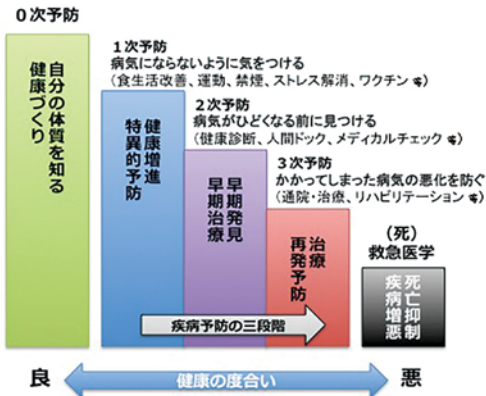 ０次予防
自分の体質を知る
健康づくり
１次予防
病気にならないように気をつける
（食生活改善、運動、禁煙、ストレス解消、ワクチン 等）
健康増進
特異的予防
２次予防
病気がひどくなる前に見つける
（健康診断、人間ドック、メディカルチェック 等）
早期発見
早期治療
３次予防
かかってしまった病気の悪化を防ぐ
（通院・治療、リハビリテーション 等）
治療
再発予防
（死）
救急医学
死亡抑制
疾病増悪
疾病予防の三段階
良
健康の度合い
悪